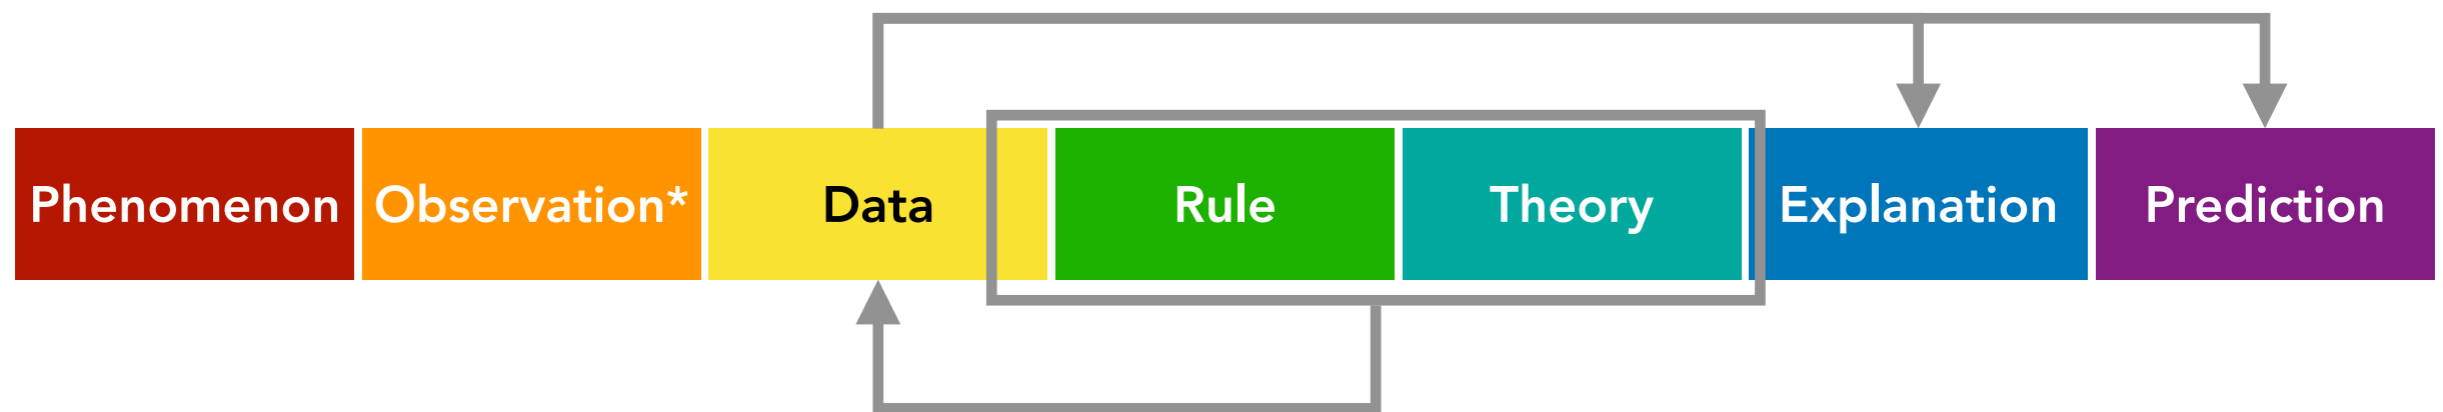 Phenomenon
Observation*
Data
Rule
Theory
Explanation
Prediction